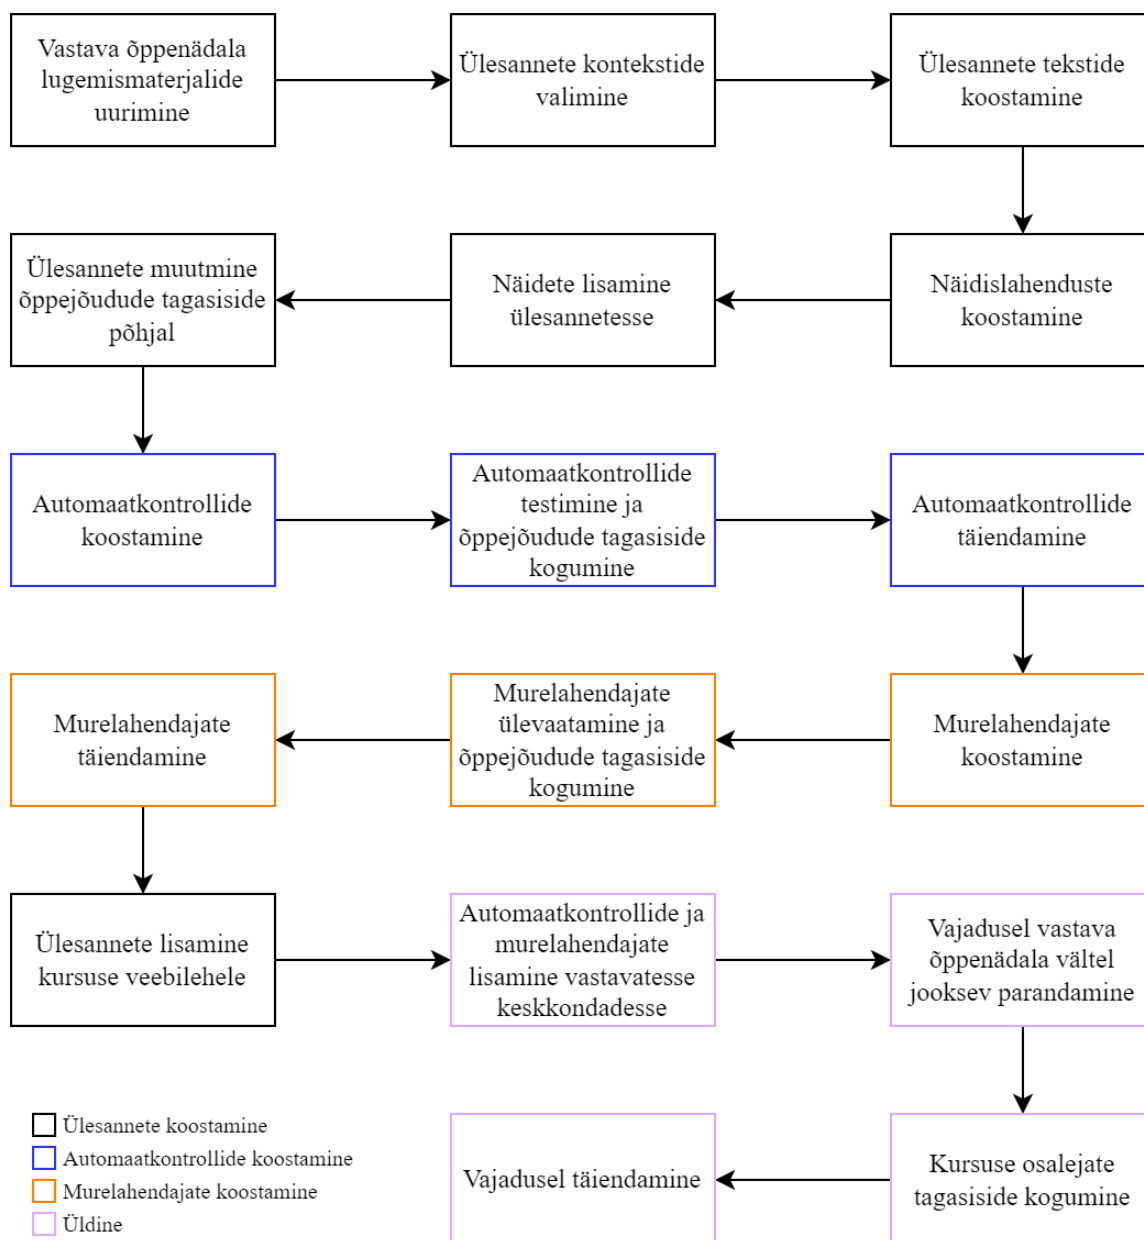 Vastava õppenädala
lugemismaterjalide
uurimine
Ülesannete kontekstide
valimine
Ülesannete tekstide
koostamine
Näidislahenduste
koostamine
Näidete lisamine
ülesannetesse
Ülesannete muutmine
õppejõudude tagasiside
põhjal
Automaatkontrollide
koostamine
Automaatkontrollide
testimine ja
õppejõudude tagasiside
kogumine
Automaatkontrollide
täiendamine
Murelahendajate
koostamine
Murelahendajate
ülevaatamine ja
õppejõudude tagasiside
kogumine
Murelahendajate
täiendamine
Ülesannete lisamine
kursuse veebilehele
Automaatkontrollide ja
murelahendajate
lisamine vastavatesse
keskkondadesse
Vajadusel vastava
õppenädala vältel
jooksev parandamine
Kursuse osalejate
tagasiside kogumine
Vajadusel täiendamine
Ülesannete koostamine
Automaatkontrollide koostamine
Murelahendajate koostamine
Üldine